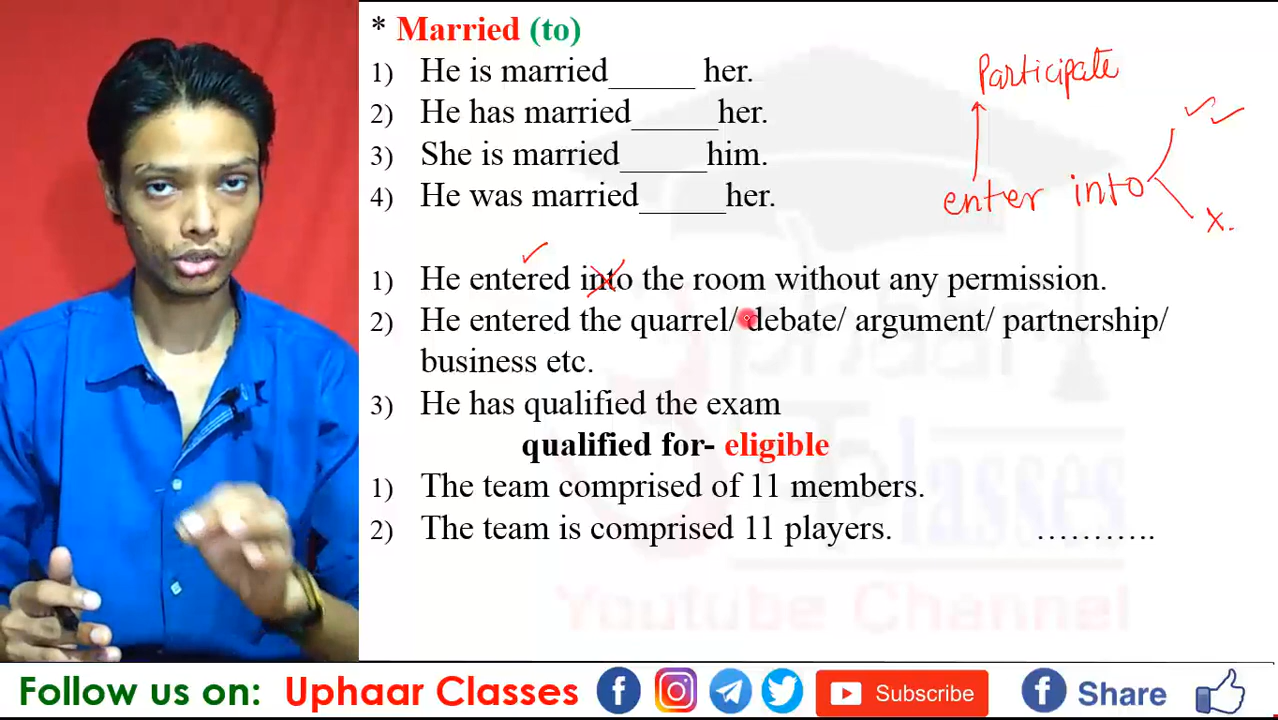 * Married (to)
1) He is married______ her.
2) He has married______her.
3) She is married______him.
4) He was married______her.
Participate
enter into
1) He entered into the room without any permission.
2) He entered the quarrel/ debate/ argument/ partnership/
business etc.
3) He has qualified the exam
qualified for- eligible
1) The team comprised of 11 members.
2) The team is comprised 11 players. ………..
Youtube Channel
Follow us on: Uphaar Classes Subscribe Share